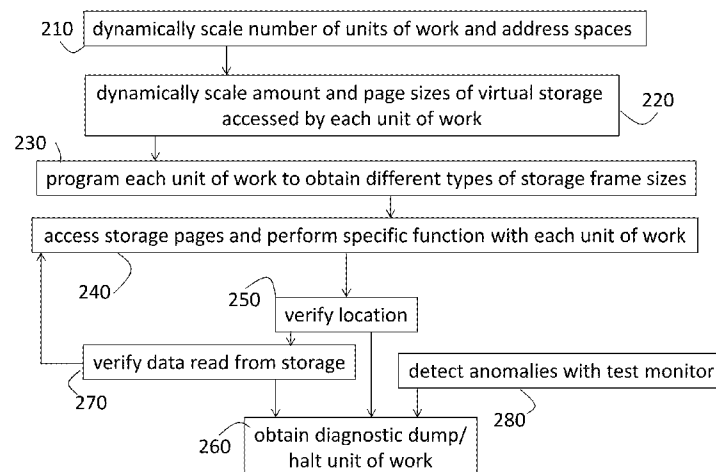 210
dynamically scale number of units of work and address spaces
dynamically scale amount and page sizes of virtual storage
accessed by each unit of work
220
230
program each unit of work to obtain different types of storage frame sizes
access storage pages and perform specific function with each unit of work
240
250
verify location
verify data read from storage
270
detect anomalies with test monitor
280
260
obtain diagnostic dump/
halt unit of work